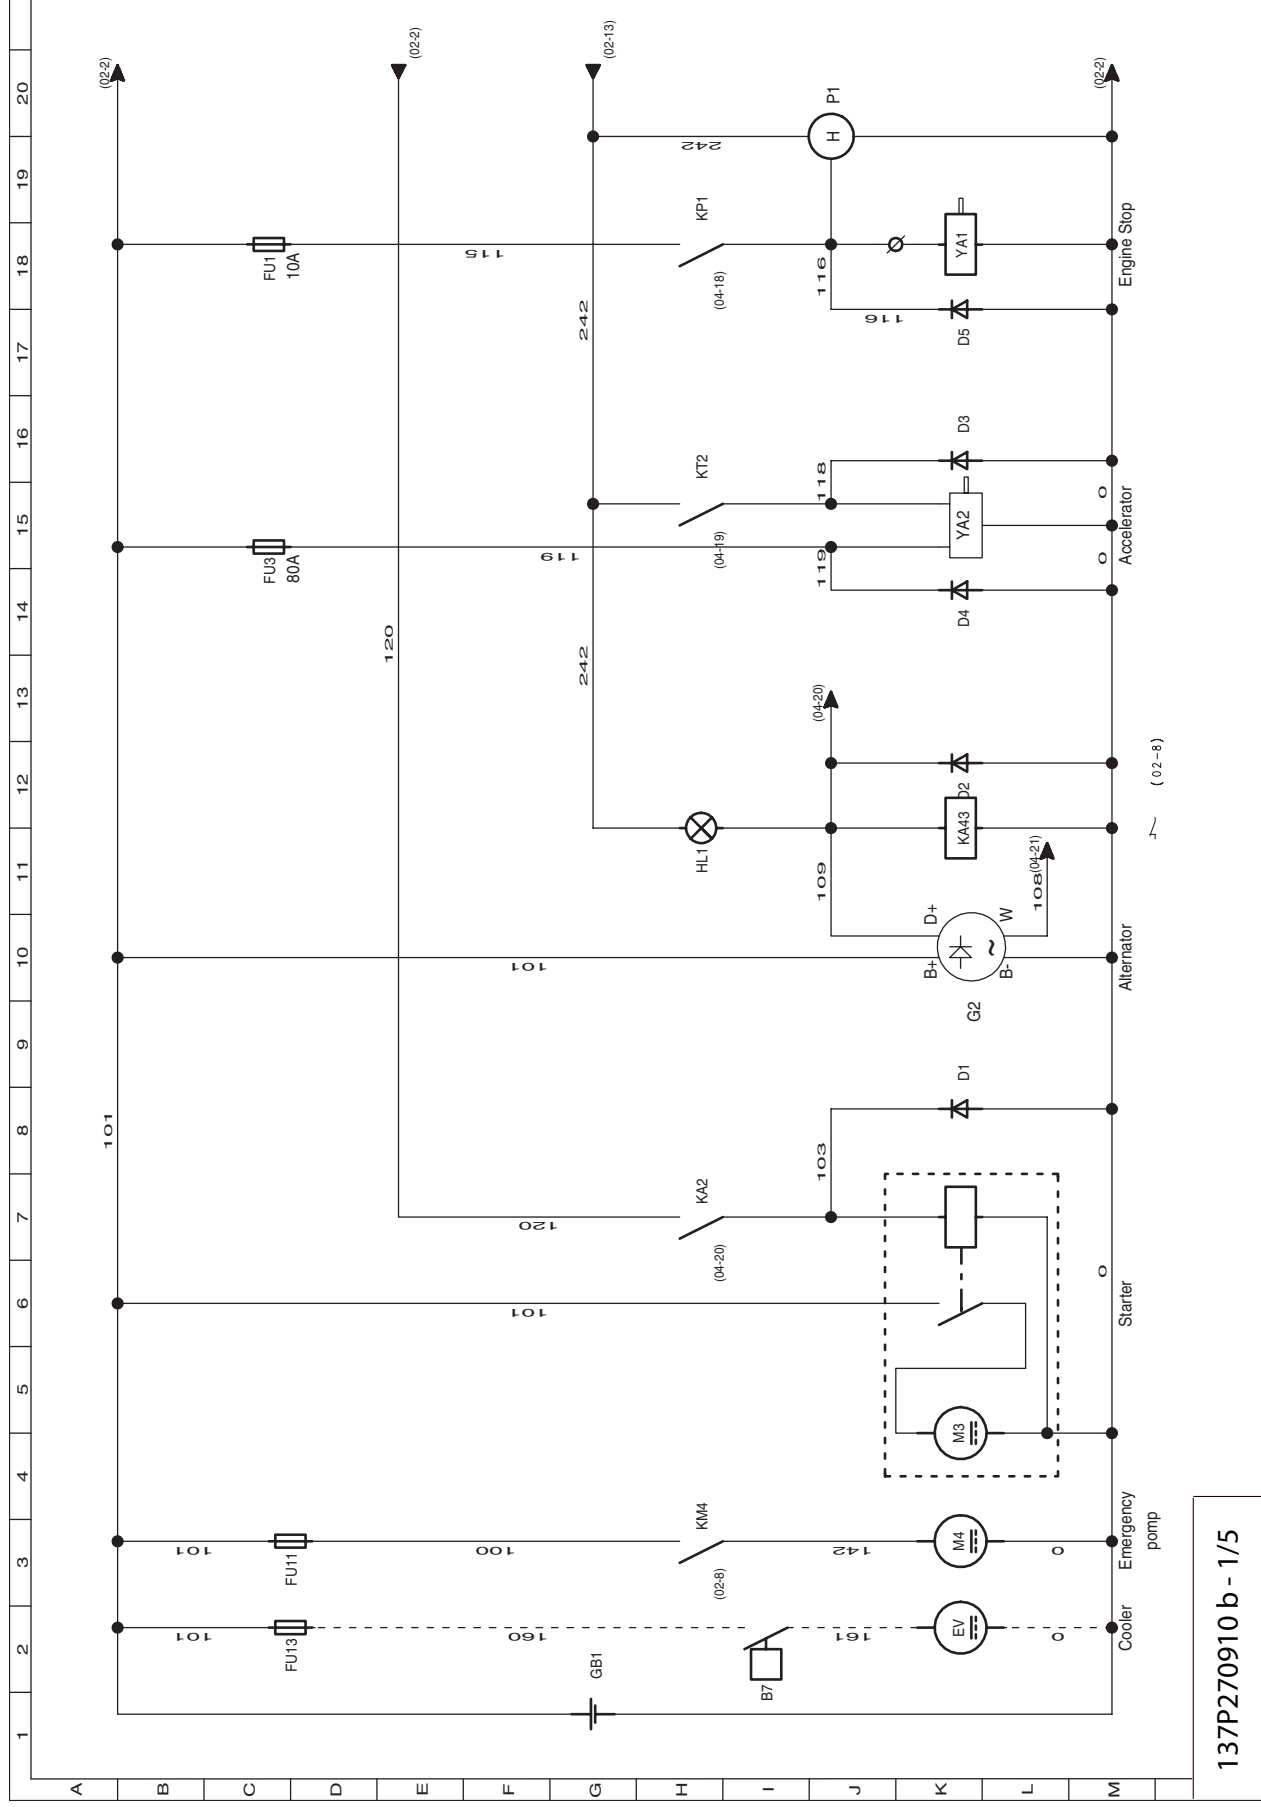 1 2 3 4 5 6 7 8 9 10 11 12 13 14 15 16 17 18 19 20
A
B
C
D
E
F
G
H
I
J
K
L
M
101
(02-2)
101
101
FU13
FU11
FU3
80A
FU1
10A
120
(02-2)
160
100
101
120
101
119
115
GB1
242
242
(02-13)
KM4
(02-8)
KA2
(04-20)
HL1
KT2
(04-19)
KP1
(04-18)
242
B7
161
142
103
109
(04-20)
119
118
116
116
H
P1
EV
M4
M3
D1
G2
B+
D+
B-
W
~
108
(04-21)
KA43
D2
D4
YA2
D3
D5
YA1
0
0
0
0
0
(02-2)
Cooler
Emergency
pomp
Starter
Alternator
Accelerator
Engine Stop
(02-8)
137P270910 b - 1/5